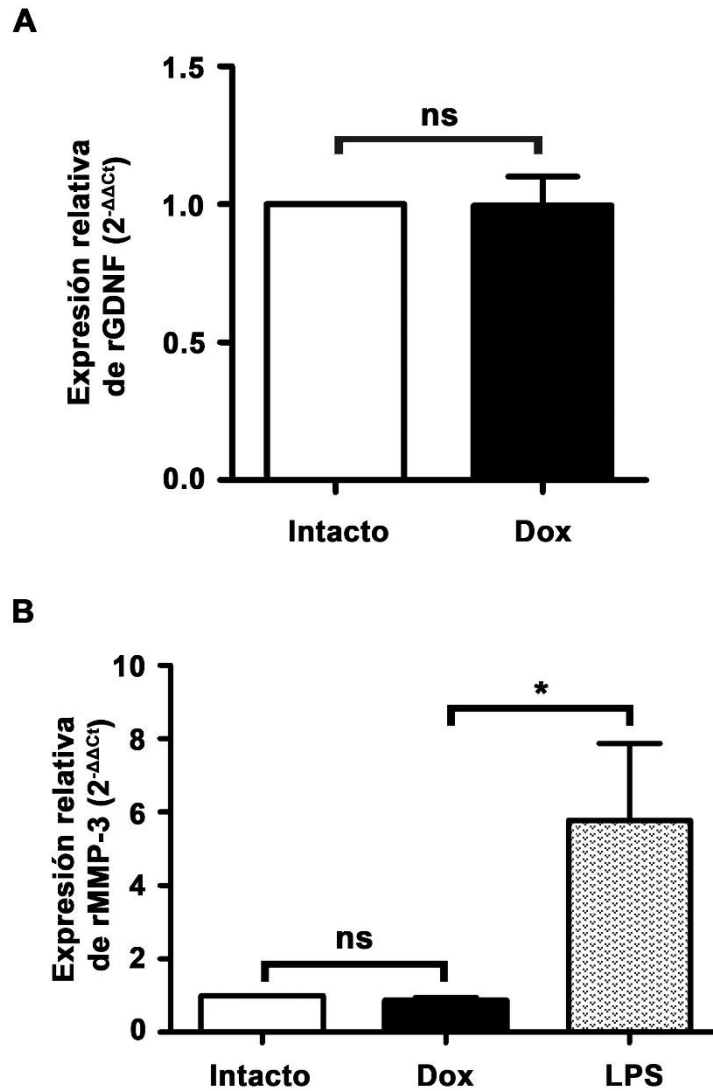 A
Expresión relativa
de rGDNF (2-ΔΔCt)
1.5
1.0
0.5
0.0
ns
Intacto Dox
B
Expresión relativa
de rMMP-3 (2-ΔΔCt)
10
8
6
4
2
0
*
ns
Intacto Dox LPS